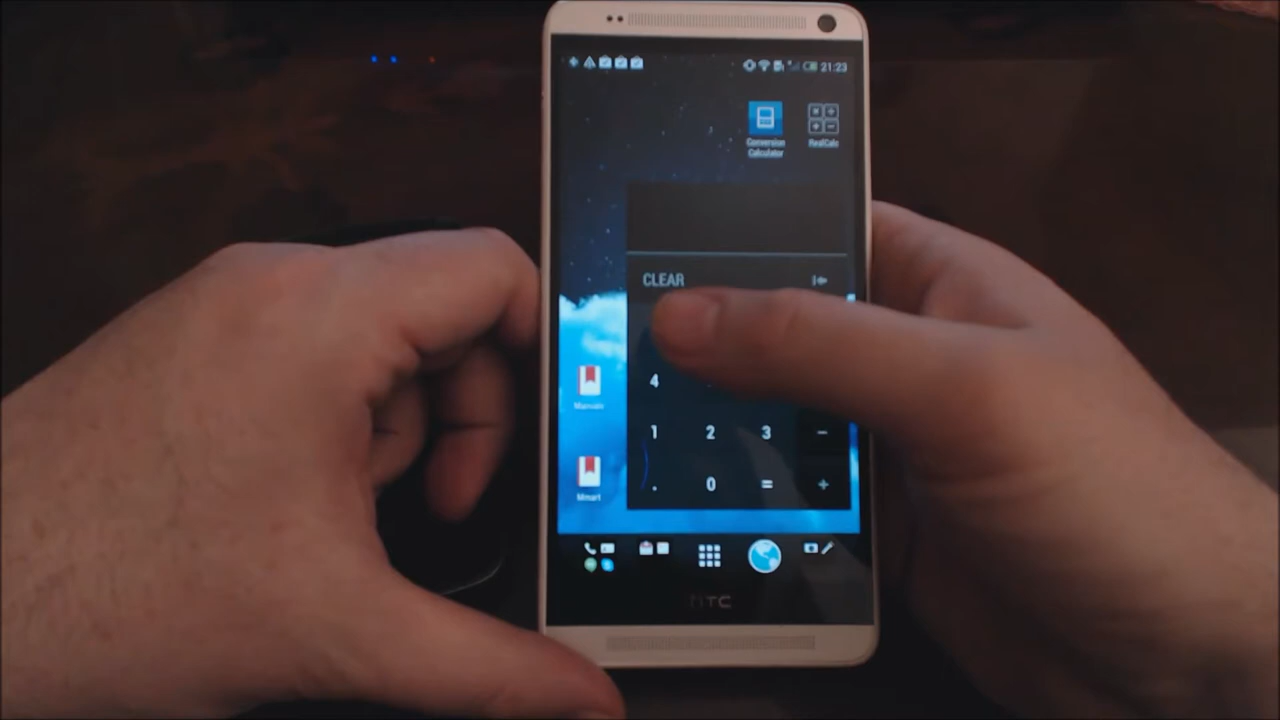 21:23
Conversion
Calculator
RealCalc
CLEAR
4
1 2 3 −
. 0 = +
Manuals
hTC